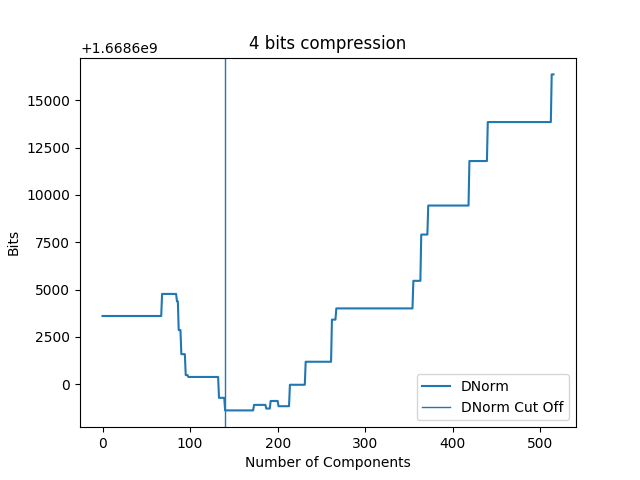 4 bits compression
+1.6686e9
15000
12500
10000
7500
5000
2500
0
Bits
0 100 200 300 400 500
Number of Components
DNorm
DNorm Cut Off